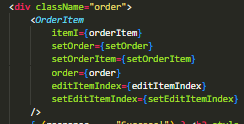 <div className="order">
<OrderItem
itemI={orderItem}
setOrder={setOrder}
setOrderItem={setOrderItem}
order={order}
editItemIndex={editItemIndex}
setEditItemIndex={setEditItemIndex}
/>